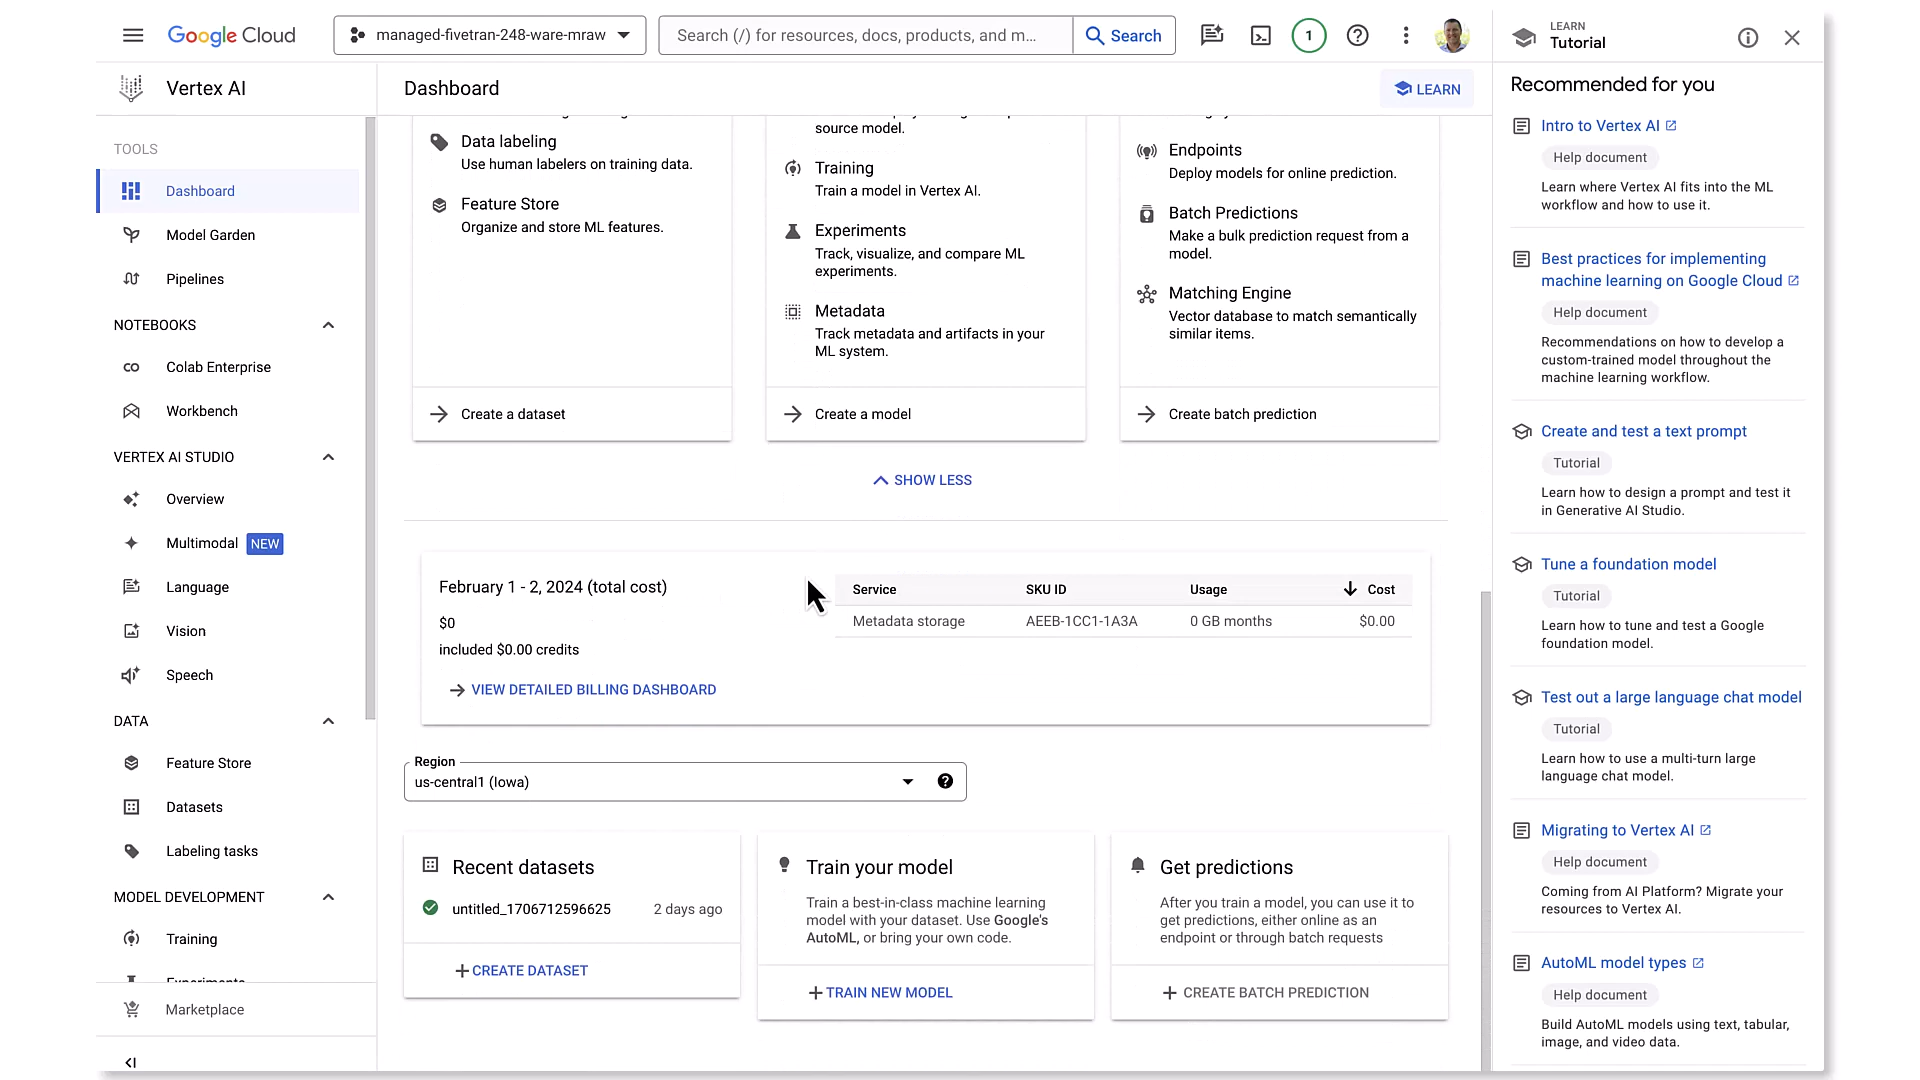 Google Cloud
managed-fivetran-248-ware-mraw
Search (/) for resources, docs, products, and m...
Search
1
LEARN
Tutorial
Vertex AI
Dashboard
LEARN
TOOLS
Dashboard
Model Garden
Pipelines
NOTEBOOKS
Colab Enterprise
Workbench
VERTEX AI STUDIO
Overview
Multimodal NEW
Language
Vision
Speech
DATA
Feature Store
Datasets
Labeling tasks
MODEL DEVELOPMENT
Training
Experiments
Marketplace
Data labeling
Use human labelers on training data.
Feature Store
Organize and store ML features.
Create a dataset
source model.
Training
Train a model in Vertex AI.
Experiments
Track, visualize, and compare ML
experiments.
Metadata
Track metadata and artifacts in your
ML system.
Create a model
Endpoints
Deploy models for online prediction.
Batch Predictions
Make a bulk prediction request from a
model.
Matching Engine
Vector database to match semantically
similar items.
Create batch prediction
SHOW LESS
February 1 - 2, 2024 (total cost)
$0
included $0.00 credits
VIEW DETAILED BILLING DASHBOARD
Service SKU ID Usage Cost
Metadata storage AEEB-1CC1-1A3A 0 GB months $0.00
Region
us-central1 (Iowa)
Recent datasets
untitled_1706712596625 2 days ago
CREATE DATASET
Train your model
Train a best-in-class machine learning
model with your dataset. Use Google's
AutoML, or bring your own code.
TRAIN NEW MODEL
Get predictions
After you train a model, you can use it to
get predictions, either online as an
endpoint or through batch requests
CREATE BATCH PREDICTION
Recommended for you
Intro to Vertex AI
Help document
Learn where Vertex AI fits into the ML
workflow and how to use it.
Best practices for implementing
machine learning on Google Cloud
Help document
Recommendations on how to develop a
custom-trained model throughout the
machine learning workflow.
Create and test a text prompt
Tutorial
Learn how to design a prompt and test it
in Generative AI Studio.
Tune a foundation model
Tutorial
Learn how to tune and test a Google
foundation model.
Test out a large language chat model
Tutorial
Learn how to use a multi-turn large
language chat model.
Migrating to Vertex AI
Help document
Coming from AI Platform? Migrate your
resources to Vertex AI.
AutoML model types
Help document
Build AutoML models using text, tabular,
image, and video data.